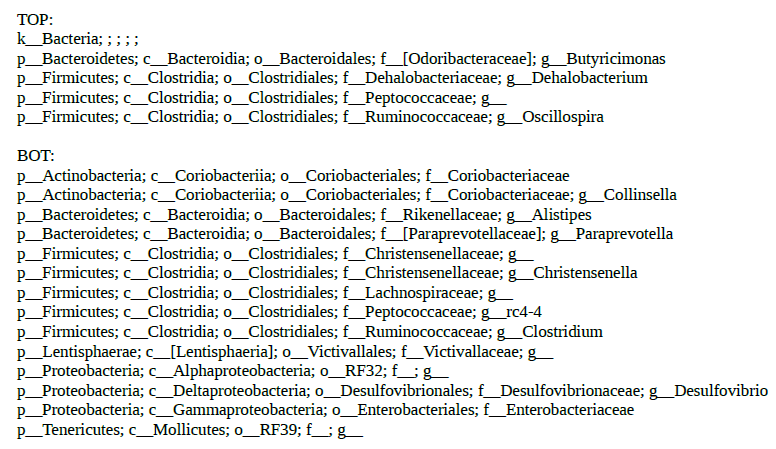 TOP:
k__Bacteria; ; ; ; ;
p__Bacteroidetes; c__Bacteroidia; o__Bacteroidales; f__[Odoribacteraceae]; g__Butyricimonas
p__Firmicutes; c__Clostridia; o__Clostridiales; f__Dehalobacteriaceae; g__Dehalobacterium
p__Firmicutes; c__Clostridia; o__Clostridiales; f__Peptococcaceae; g__
p__Firmicutes; c__Clostridia; o__Clostridiales; f__Ruminococcaceae; g__Oscillospira
BOT:
p__Actinobacteria; c__Coriobacteriia; o__Coriobacteriales; f__Coriobacteriaceae
p__Actinobacteria; c__Coriobacteriia; o__Coriobacteriales; f__Coriobacteriaceae; g__Collinsella
p__Bacteroidetes; c__Bacteroidia; o__Bacteroidales; f__Rikenellaceae; g__Alistipes
p__Bacteroidetes; c__Bacteroidia; o__Bacteroidales; f__[Paraprevotellaceae]; g__Paraprevotella
p__Firmicutes; c__Clostridia; o__Clostridiales; f__Christensenellaceae; g__
p__Firmicutes; c__Clostridia; o__Clostridiales; f__Christensenellaceae; g__Christensenella
p__Firmicutes; c__Clostridia; o__Clostridiales; f__Lachnospiraceae; g__
p__Firmicutes; c__Clostridia; o__Clostridiales; f__Peptococcaceae; g__rc4-4
p__Firmicutes; c__Clostridia; o__Clostridiales; f__Ruminococcaceae; g__Clostridium
p__Lentisphaerae; c__[Lentisphaeria]; o__Victivallales; f__Victivallaceae; g__
p__Proteobacteria; c__Alphaproteobacteria; o__RF32; f__; g__
p__Proteobacteria; c__Deltaproteobacteria; o__Desulfovibrionales; f__Desulfovibrionaceae; g__Desulfovibrio
p__Proteobacteria; c__Gammaproteobacteria; o__Enterobacteriales; f__Enterobacteriaceae
p__Tenericutes; c__Mollicutes; o__RF39; f__; g__